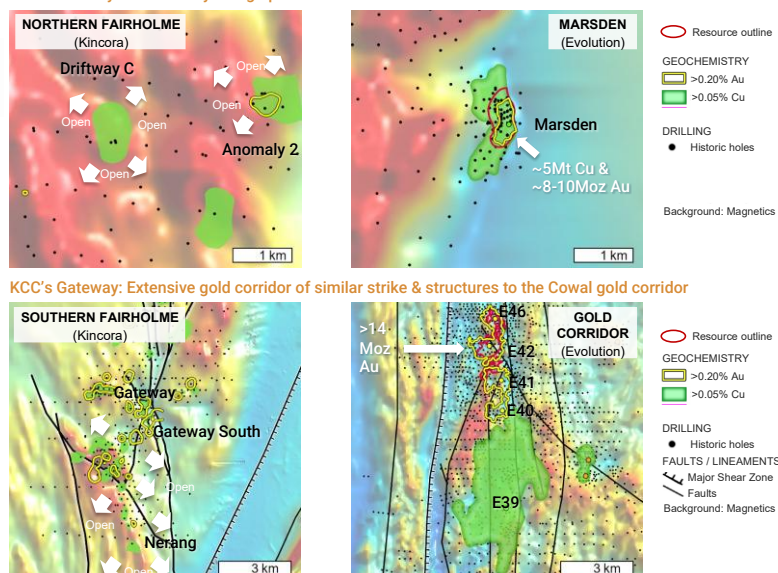 NORTHERN FAIRHOLME
(Kincora)
Driftway C
Open
Open
Open
Open
Open
Anomaly 2
1 km
MARSDEN
(Evolution)
Marsden
~5Mt Cu &
~8-10Moz Au
1 km
Resource outline
GEOCHEMISTRY
>0.20% Au
>0.05% Cu
DRILLING
Historic holes
Background: Magnetics
KCC's Gateway: Extensive gold corridor of similar strike & structures to the Cowal gold corridor
SOUTHERN FAIRHOLME
(Kincora)
Gateway
Gateway South
Open
Open
Nerang
Open
3 km
GOLD
CORRIDOR
(Evolution)
>14
Moz
Au
E46
E42
E41
E40
E39
3 km
Resource outline
GEOCHEMISTRY
>0.20% Au
>0.05% Cu
DRILLING
Historic holes
FAULTS / LINEAMENTS
Major Shear Zone
Faults
Background: Magnetics